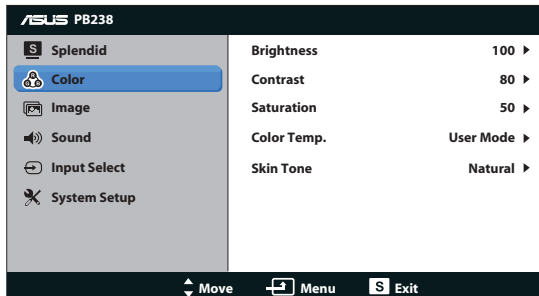 ASUS PB238
S Splendid
Color
Image
Sound
Input Select
System Setup
Brightness 100
Contrast 80
Saturation 50
Color Temp. User Mode
Skin Tone Natural
Move Menu S Exit